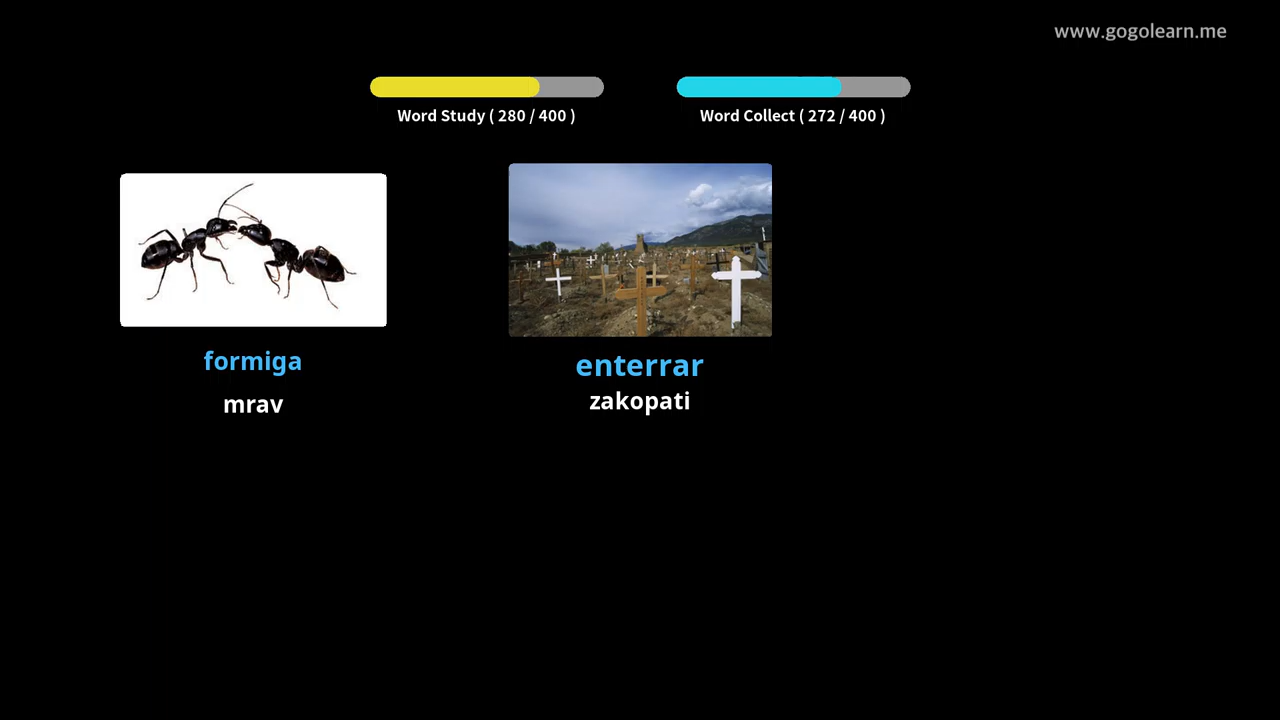 www.gogolearn.me
Word Study ( 280 / 400 )
Word Collect ( 272 / 400 )
formiga
mrav
enterrar
zakopati